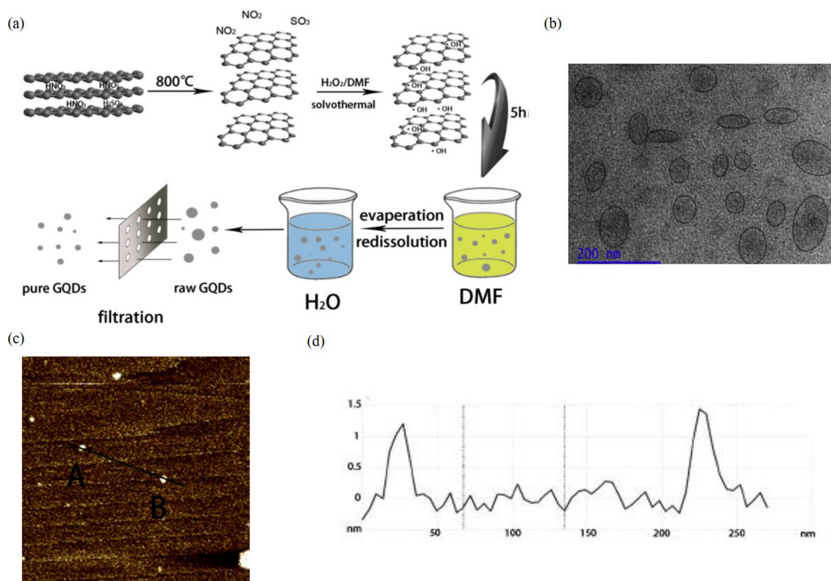 (a)
NO2
NO2
SO3
HNO3
HNO3
HNO3
H2SO4
800℃
H2O2/DMF
solvothermal
• OH
• OH
• OH
• OH
• OH
• OH
• OH
5h
evaperation
redissolution
DMF
H2O
pure GQDs
raw GQDs
filtration
(b)
200 nm
(c)
A
B
(d)
1.5
1
0.5
0
nm
50
100
150
200
250
nm